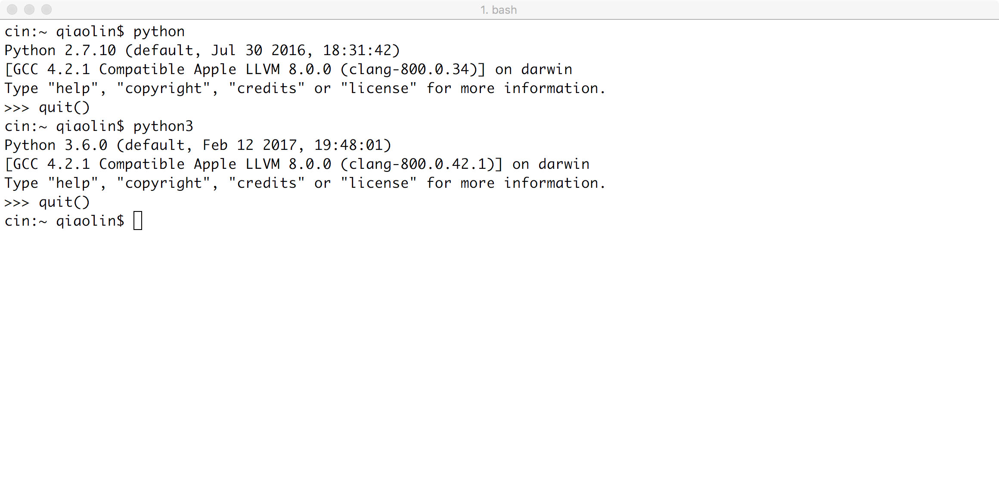 1. bash
cin:~ qiaolin$ python
Python 2.7.10 (default, Jul 30 2016, 18:31:42)
[GCC 4.2.1 Compatible Apple LLVM 8.0.0 (clang-800.0.34)] on darwin
Type "help", "copyright", "credits" or "license" for more information.
>>> quit()
cin:~ qiaolin$ python3
Python 3.6.0 (default, Feb 12 2017, 19:48:01)
[GCC 4.2.1 Compatible Apple LLVM 8.0.0 (clang-800.0.42.1)] on darwin
Type "help", "copyright", "credits" or "license" for more information.
>>> quit()
cin:~ qiaolin$